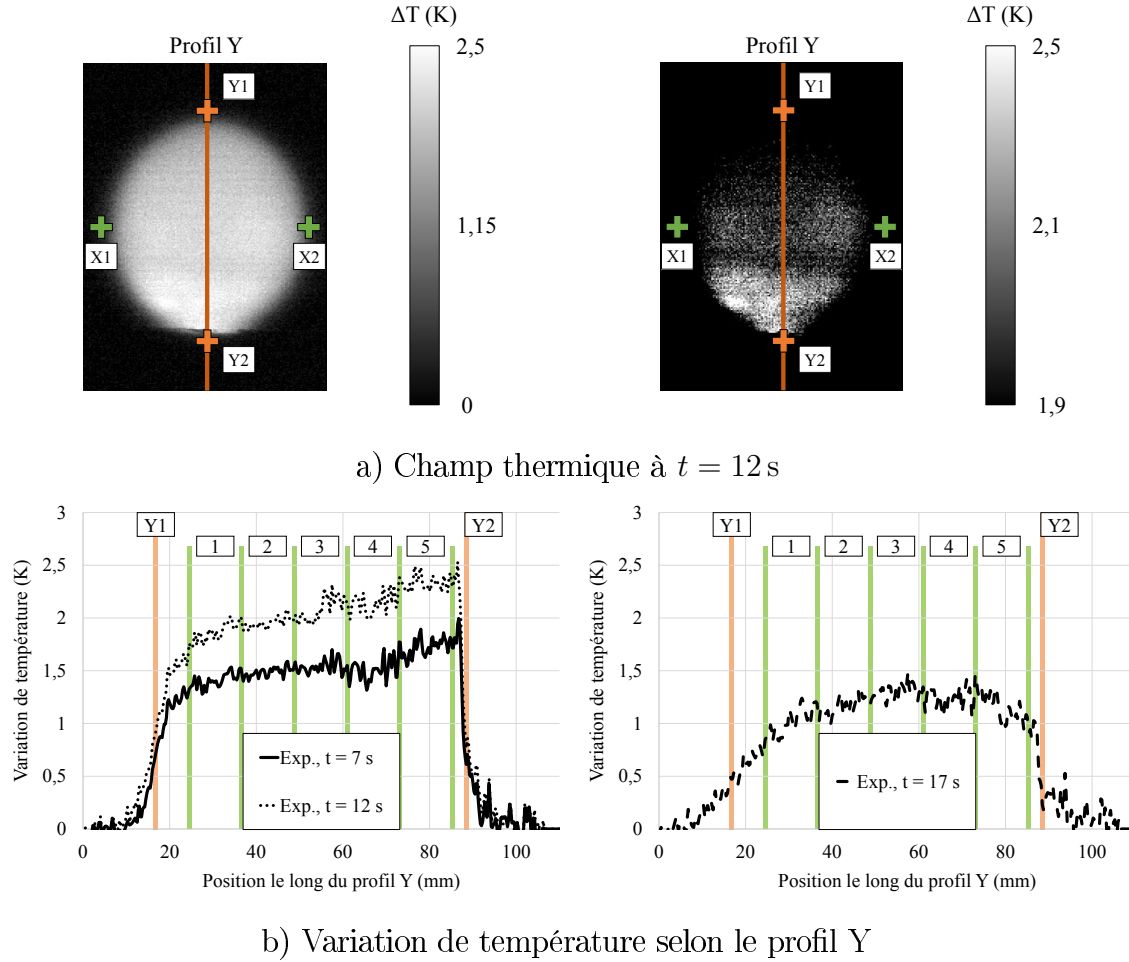 ΔT (K)
Profil Y
2,5
Y1
1,15
X1
X2
Y2
0
ΔT (K)
Profil Y
2,5
Y1
2,1
X1
X2
Y2
1,9
a) Champ thermique à t = 12 s
Variation de température (K)
3
2,5
2
1,5
1
0,5
0
Y1
1
2
3
4
5
Y2
Exp., t = 7 s
Exp., t = 12 s
0
20
40
60
80
100
Position le long du profil Y (mm)
Variation de température (K)
3
2,5
2
1,5
1
0,5
0
Y1
1
2
3
4
5
Y2
Exp., t = 17 s
0
20
40
60
80
100
Position le long du profil Y (mm)
b) Variation de température selon le profil Y